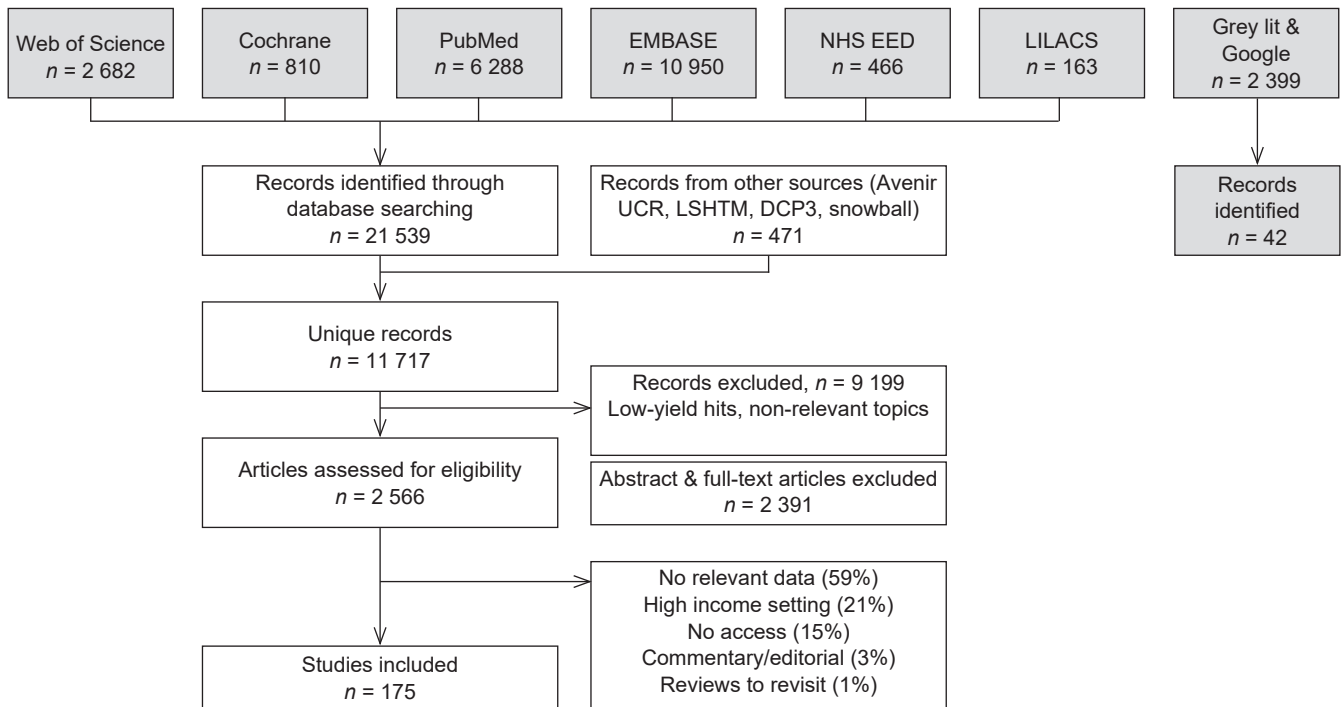 Web of Science
n = 2 682
Cochrane
n = 810
PubMed
n = 6 288
EMBASE
n = 10 950
NHS EED
n = 466
LILACS
n = 163
Grey lit &
Google
n = 2 399
Records identified through
database searching
n = 21 539
Records from other sources (Avenir
UCR, LSHTM, DCP3, snowball)
n = 471
Records
identified
n = 42
Unique records
n = 11 717
Records excluded, n = 9 199
Low-yield hits, non-relevant topics
Articles assessed for eligibility
n = 2 566
Abstract & full-text articles excluded
n = 2 391
No relevant data (59%)
High income setting (21%)
No access (15%)
Commentary/editorial (3%)
Reviews to revisit (1%)
Studies included
n = 175